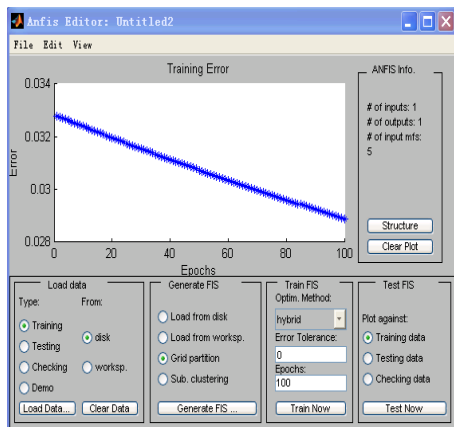 Anfis Editor: Untitled2
File Edit View
Training Error
0.034
0.032
0.03
0.028
Error
0 20 40 60 80 100
Epochs
ANFIS Info.
# of inputs: 1
# of outputs: 1
# of input mfs:
5
Structure
Clear Plot
Load data
Type: From:
Training
Testing
Checking
Demo
disk
worksp.
Load Data... Clear Data
Generate FIS
Load from disk
Load from worksp.
Grid partition
Sub. clustering
Generate FIS ...
Train FIS
Optim. Method:
hybrid
Error Tolerance:
0
Epochs:
100
Train Now
Test FIS
Plot against:
Training data
Testing data
Checking data
Test Now